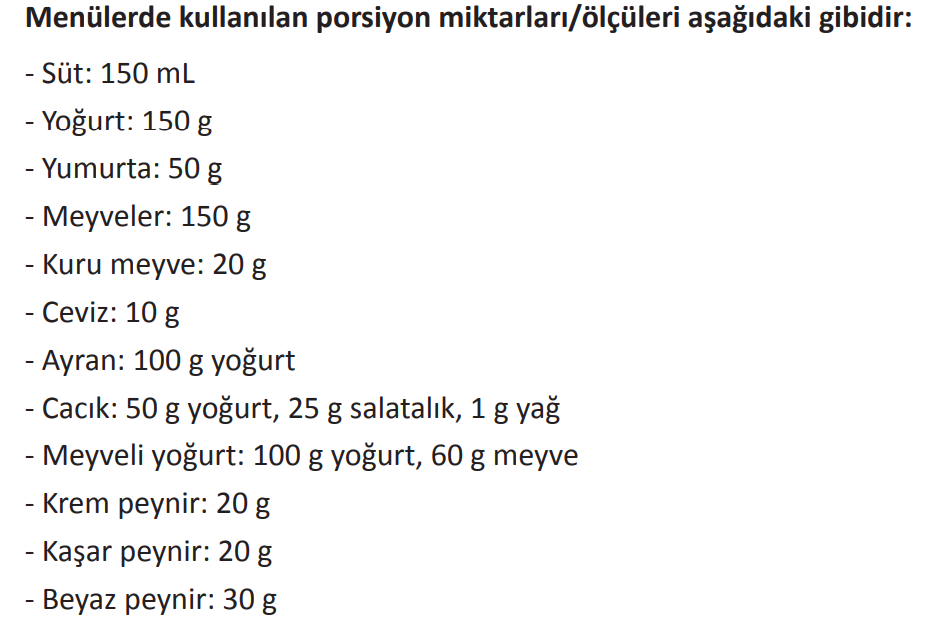 Menülerde kullanılan porsiyon miktarları/ölçüleri aşağıdaki gibidir:
- Süt: 150 mL
- Yoğurt: 150 g
- Yumurta: 50 g
- Meyveler: 150 g
- Kuru meyve: 20 g
- Ceviz: 10 g
- Ayran: 100 g yoğurt
- Cacık: 50 g yoğurt, 25 g salatalık, 1 g yağ
- Meyveli yoğurt: 100 g yoğurt, 60 g meyve
- Krem peynir: 20 g
- Kaşar peynir: 20 g
- Beyaz peynir: 30 g